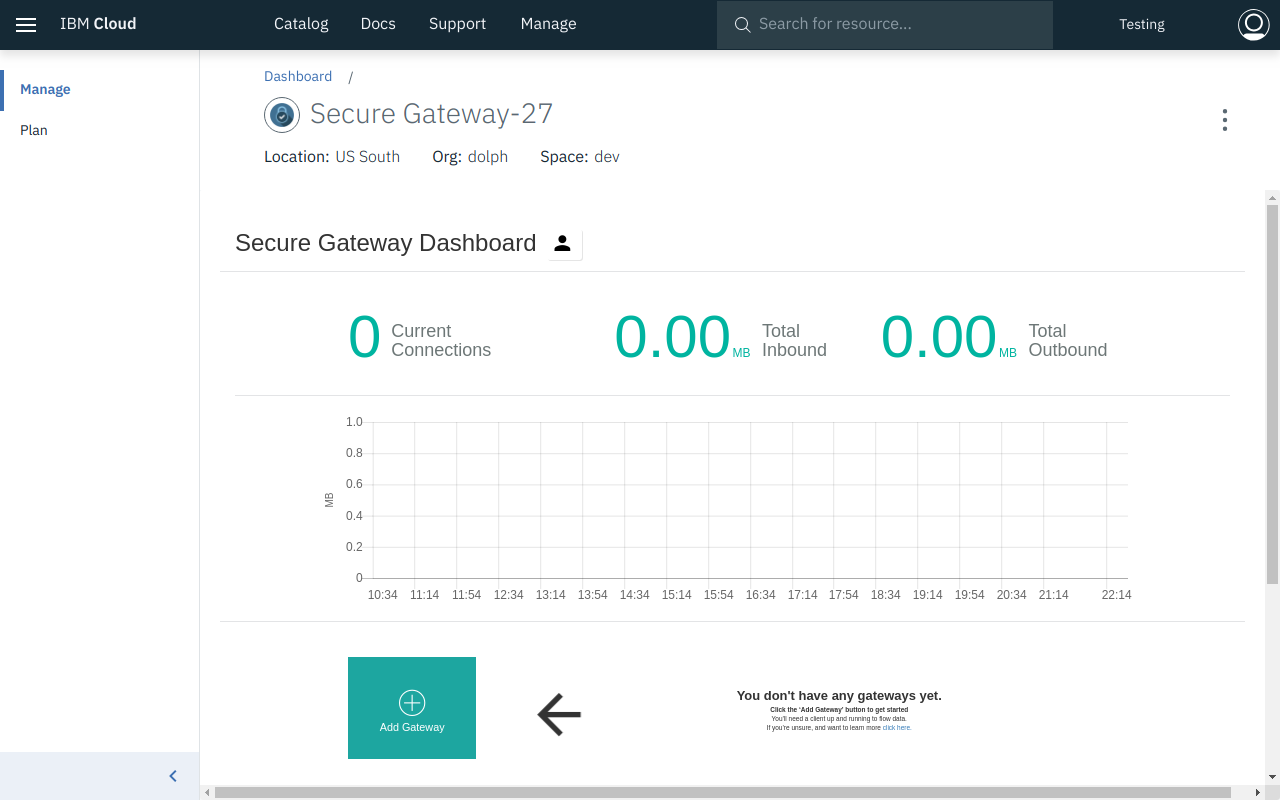 IBM Cloud
Catalog
Docs
Support
Manage
Search for resource...
Testing
Manage
Plan
Dashboard /
Secure Gateway-27
Location: US South
Org: dolph
Space: dev
Secure Gateway Dashboard
0 Current Connections
0.00 MB Total Inbound
0.00 MB Total Outbound
1.0
0.8
0.6
0.4
0.2
0
MB
10:34 11:14 11:54 12:34 13:14 13:54 14:34 15:14 15:54 16:34 17:14 17:54 18:34 19:14 19:54 20:34 21:14 22:14
Add Gateway
You don't have any gateways yet.
Click the 'Add Gateway' button to get started
You'll need a client up and running to flow data.
If you're unsure, and want to learn more click here.